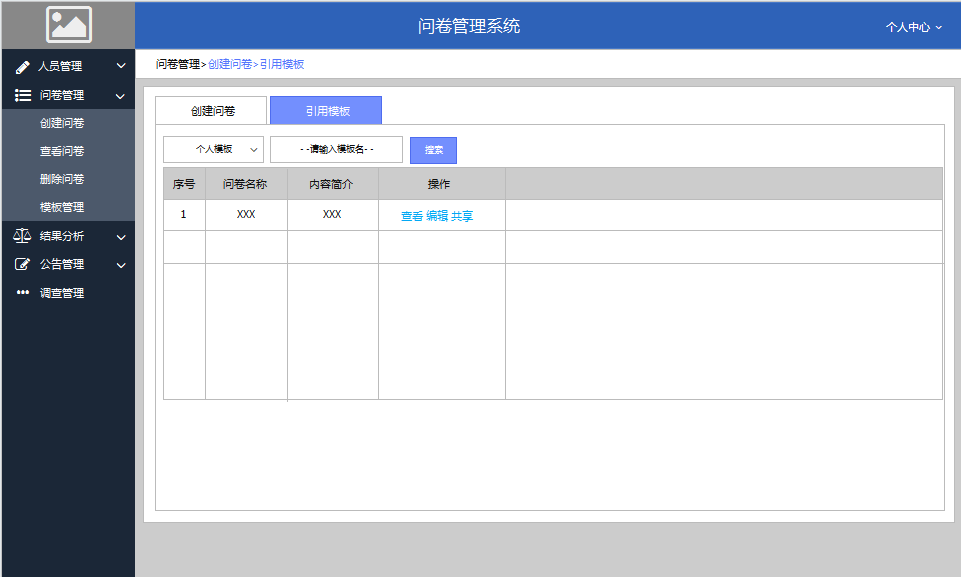 问卷管理系统
个人中心
人员管理
问卷管理
创建问卷
查看问卷
删除问卷
模板管理
结果分析
公告管理
调查管理
问卷管理>创建问卷>引用模板
创建问卷 引用模板
个人模板 - -请输入模板名- - 搜索
序号 问卷名称 内容简介 操作
1 XXX XXX 查看 编辑 共享